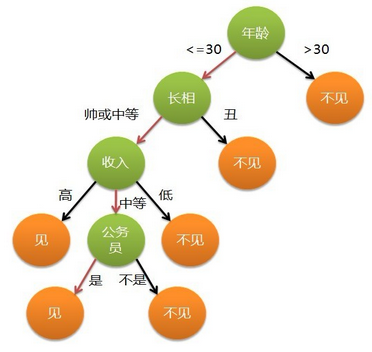 年龄
<=30
>30
长相
不见
帅或中等
丑
收入
不见
高
中等
低
见
公务
员
不见
是
不是
见
不见